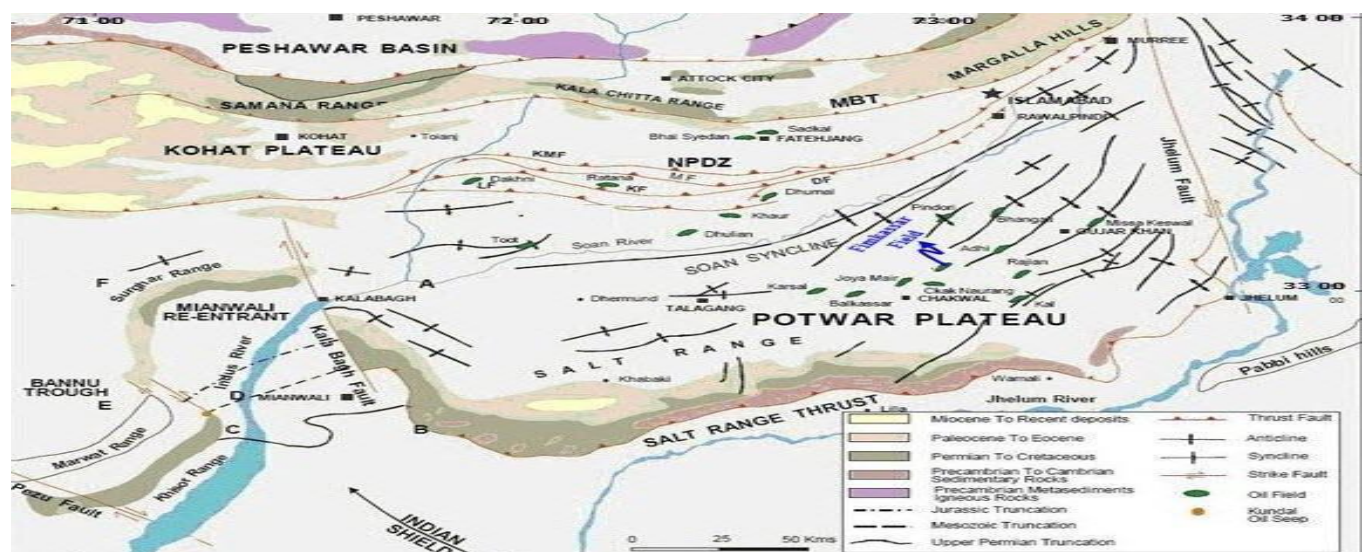 71 00
72 00
73 00
34 00
PESHAWAR
PESHAWAR BASIN
MURREE
MARGALLA HILLS
ATTOCK CITY
SAMANA RANGE
KALA CHITTA RANGE
MBT
ISLAMABAD
RAWALPINDI
KOHAT
Tolanj
Bhal Syedan
Sadkal
FATEHJANG
KOHAT PLATEAU
KMF
NPDZ
M F
Jhelum Fault
Dakhni
LF
Ratana
KF
DF
Dhurnal
Khaur
Pindori
Bhangali
Missa Keswal
GUJAR KHAN
Toot
Soan River
Dhulian
SOAN SYNCLINE
Fimkassar
Field
Adhi
Rajian
F
Surghar Range
A
MIANWALI
RE-ENTRANT
KALABAGH
Dhermund
TALAGANG
Karsal
Joya Mair
Balkassar
CHAKWAL
Ckak Naurang
Kal
33 00
00
JHELUM
POTWAR PLATEAU
Indus River
Kala Bagh Fault
SALT RANGE
Khabaki
Warnali
Pabbi hills
BANNU
TROUGH
E
D
MIANWALI
C
B
Marwat Range
Khisor Range
Pezu Fault
SALT RANGE THRUST
Lilla
Jhelum River
INDIAN
SHIELD
0 25 50 Kms
Miocene To Recent deposits
Paleocene To Eocene
Permian To Cretaceous
Precambrian To Cambrian
Sedimentary Rocks
Precambrian Metasediments
Igneous Rocks
Jurassic Truncation
Mesozoic Truncation
Upper Permian Truncation
Thrust Fault
Anticline
Syncline
Strike Fault
Oil Field
Kundal
Oil Seep